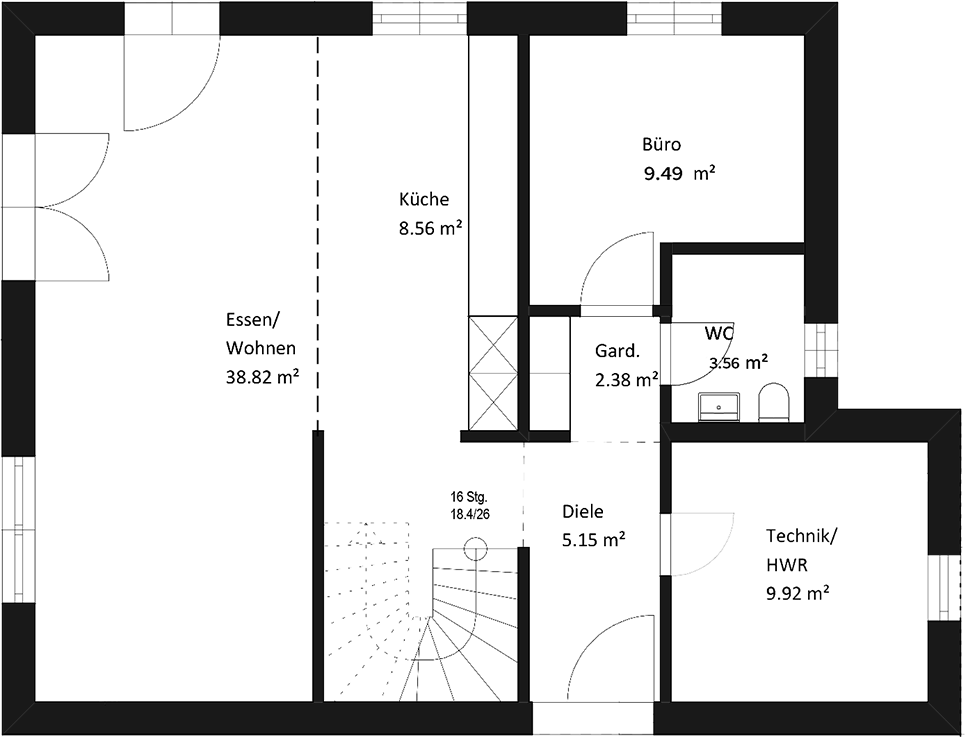 Büro
9.49 m²
Küche
8.56 m²
Essen/
Wohnen
38.82 m²
Gard.
2.38 m²
WC
3.56 m²
16 Stg.
18.4/26
Diele
5.15 m²
Technik/
HWR
9.92 m²